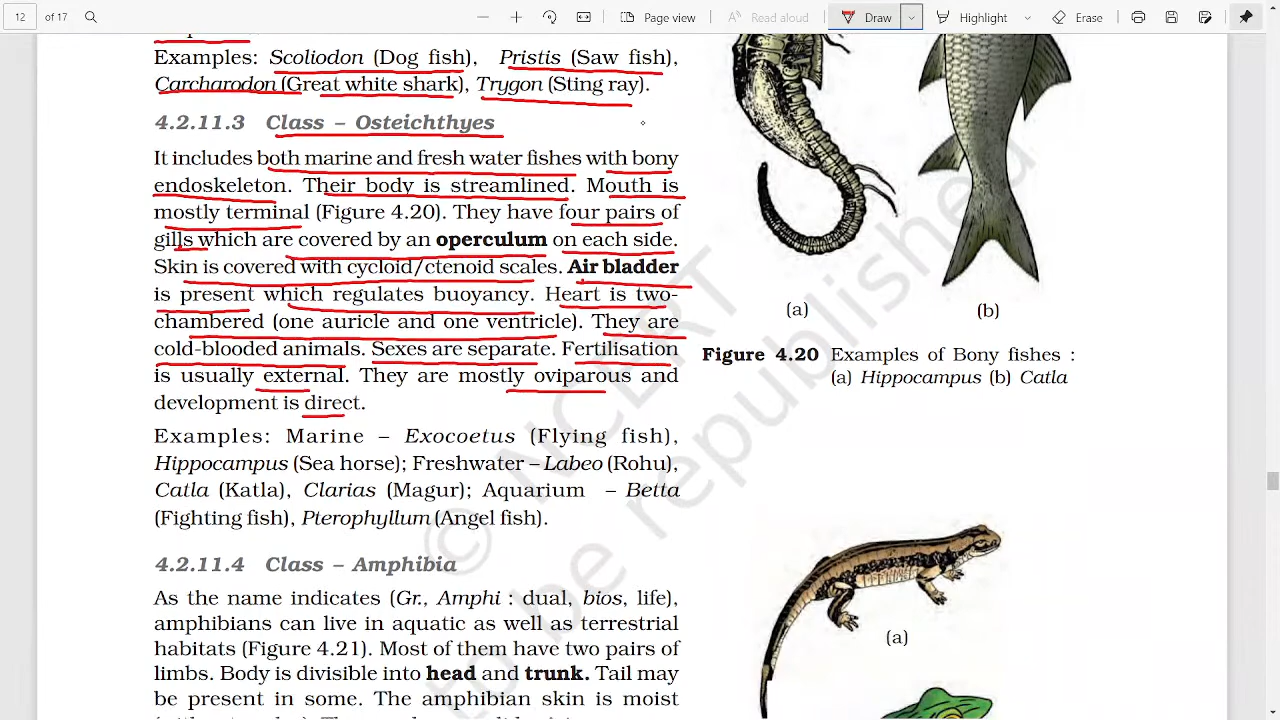 12 of 17
Page view
Read aloud
Draw
Highlight
Erase
Examples: Scoliodon (Dog fish), Pristis (Saw fish),
Carcharodon (Great white shark), Trygon (Sting ray).
4.2.11.3 Class – Osteichthyes
It includes both marine and fresh water fishes with bony
endoskeleton. Their body is streamlined. Mouth is
mostly terminal (Figure 4.20). They have four pairs of
gills which are covered by an operculum on each side.
Skin is covered with cycloid/ctenoid scales. Air bladder
is present which regulates buoyancy. Heart is two-
chambered (one auricle and one ventricle). They are
cold-blooded animals. Sexes are separate. Fertilisation
is usually external. They are mostly oviparous and
development is direct.
Examples: Marine – Exocoetus (Flying fish),
Hippocampus (Sea horse); Freshwater – Labeo (Rohu),
Catla (Katla), Clarias (Magur); Aquarium – Betta
(Fighting fish), Pterophyllum (Angel fish).
4.2.11.4 Class – Amphibia
As the name indicates (Gr., Amphi : dual, bios, life),
amphibians can live in aquatic as well as terrestrial
habitats (Figure 4.21). Most of them have two pairs of
limbs. Body is divisible into head and trunk. Tail may
be present in some. The amphibian skin is moist
(a)
(b)
Figure 4.20 Examples of Bony fishes :
(a) Hippocampus (b) Catla
(a)
© NCERT
be republished